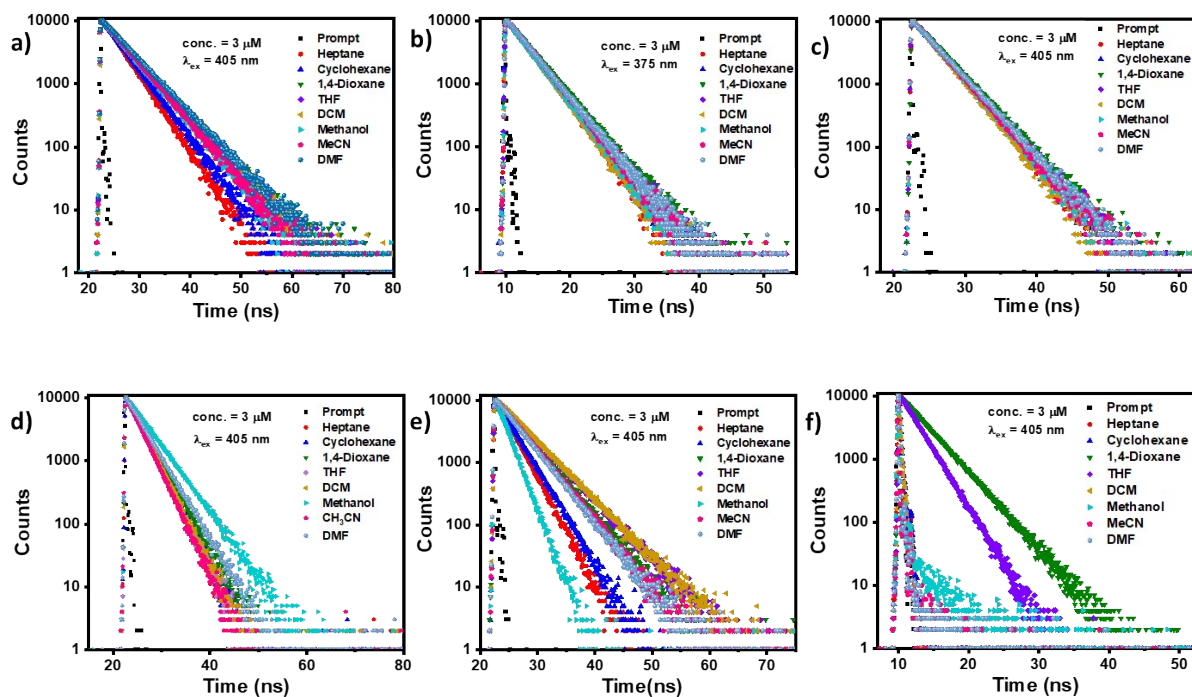 a)
conc. = 3 μM
λex = 405 nm
Prompt
Heptane
Cyclohexane
1,4-Dioxane
THF
DCM
Methanol
MeCN
DMF
Counts
10000
1000
100
10
1
20 30 40 50 60 70 80
Time (ns)
b)
conc. = 3 μM
λex = 375 nm
Prompt
Heptane
Cyclohexane
1,4-Dioxane
THF
DCM
Methanol
MeCN
DMF
Counts
10000
1000
100
10
1
10 20 30 40 50
Time (ns)
c)
conc. = 3 μM
λex = 405 nm
Prompt
Heptane
Cyclohexane
1,4-Dioxane
THF
DCM
Methanol
MeCN
DMF
Counts
10000
1000
100
10
1
20 30 40 50 60
Time (ns)
d)
conc. = 3 μM
λex = 405 nm
Prompt
Heptane
Cyclohexane
1,4-Dioxane
THF
DCM
Methanol
CH3CN
DMF
Counts
10000
1000
100
10
1
20 40 60 80
Time (ns)
e)
conc. = 3 μM
λex = 405 nm
Prompt
Heptane
Cyclohexane
1,4-Dioxane
THF
DCM
Methanol
MeCN
DMF
Counts
10000
1000
100
10
1
20 30 40 50 60 70
Time(ns)
f)
conc. = 3 μM
λex = 405 nm
Prompt
Heptane
Cyclohexane
1,4-Dioxane
THF
DCM
Methanol
MeCN
DMF
Counts
10000
1000
100
10
1
10 20 30 40 50
Time (ns)